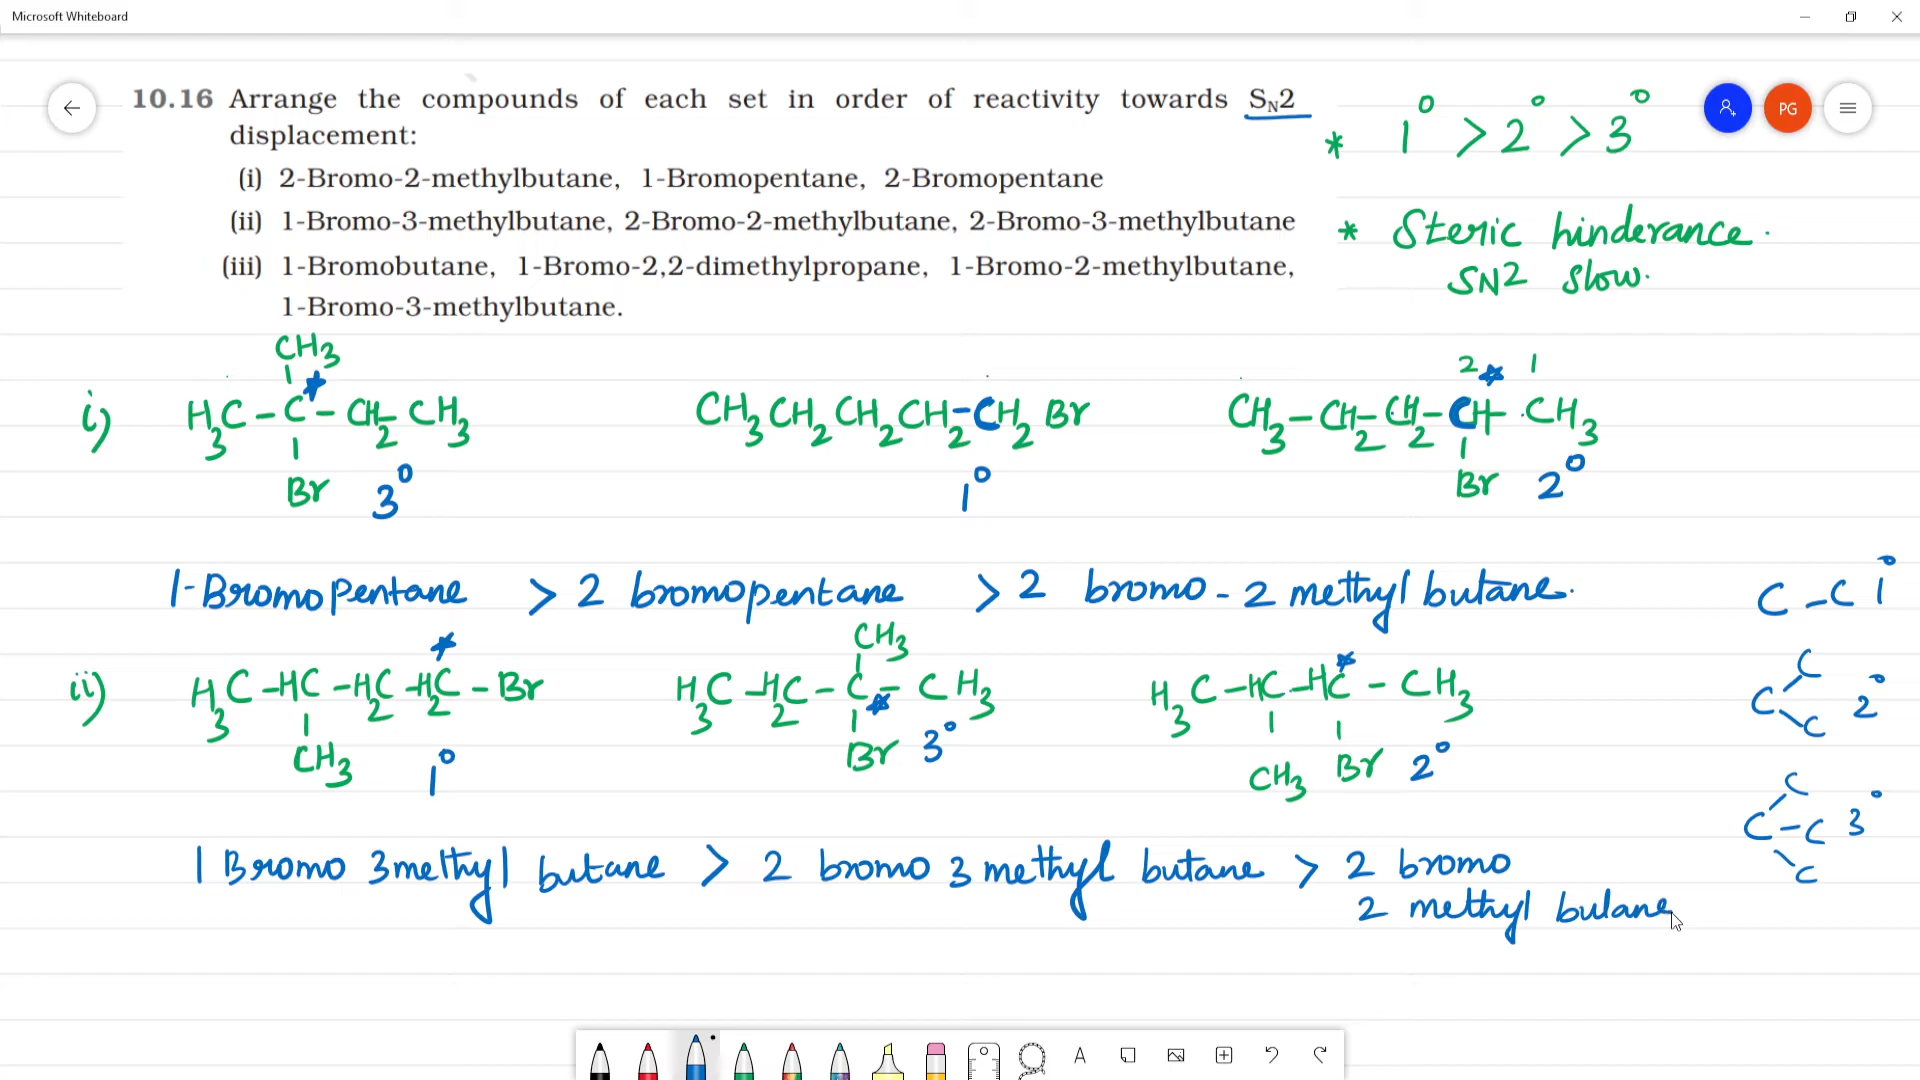 Microsoft Whiteboard
10.16 Arrange the compounds of each set in order of reactivity towards SN2
displacement:
(i) 2-Bromo-2-methylbutane, 1-Bromopentane, 2-Bromopentane
(ii) 1-Bromo-3-methylbutane, 2-Bromo-2-methylbutane, 2-Bromo-3-methylbutane
(iii) 1-Bromobutane, 1-Bromo-2,2-dimethylpropane, 1-Bromo-2-methylbutane,
1-Bromo-3-methylbutane.
* 1° > 2° > 3°
PG
* Steric hinderance.
SN2 slow.
CH3 2 * 1
i) H3C - C* - CH2 - CH3 CH3CH2CH2CH2-CH2Br CH3-CH2-CH2-CH-CH3
Br 3° 1° Br 2°
1-Bromopentane > 2 bromopentane > 2 bromo - 2 methyl butane.
C - C 1°
* CH3 *
ii) H3C - HC - H2C - H2C - Br H3C - H2C - C - CH3 H3C - HC - HC - CH3
CH3 1° * Br 3° CH3 Br 2°
C C C 2°
1 Bromo 3methyl butane > 2 bromo 3 methyl butane > 2 bromo
2 methyl butane
C C - C C 3°
A